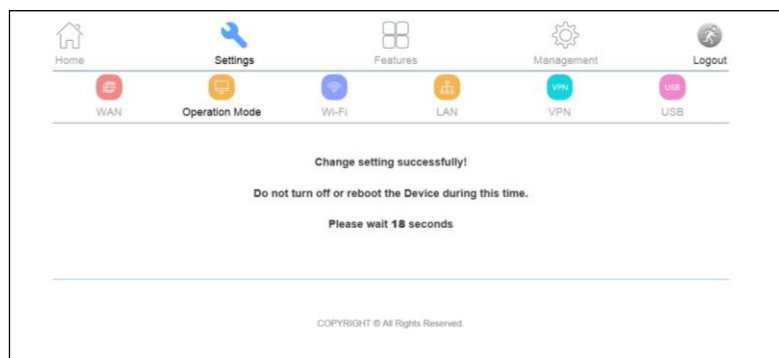 Home Settings Features Management Logout
WAN Operation Mode Wi-Fi LAN VPN USB
VPN USB
Change setting successfully!
Do not turn off or reboot the Device during this time.
Please wait 18 seconds
COPYRIGHT © All Rights Reserved.